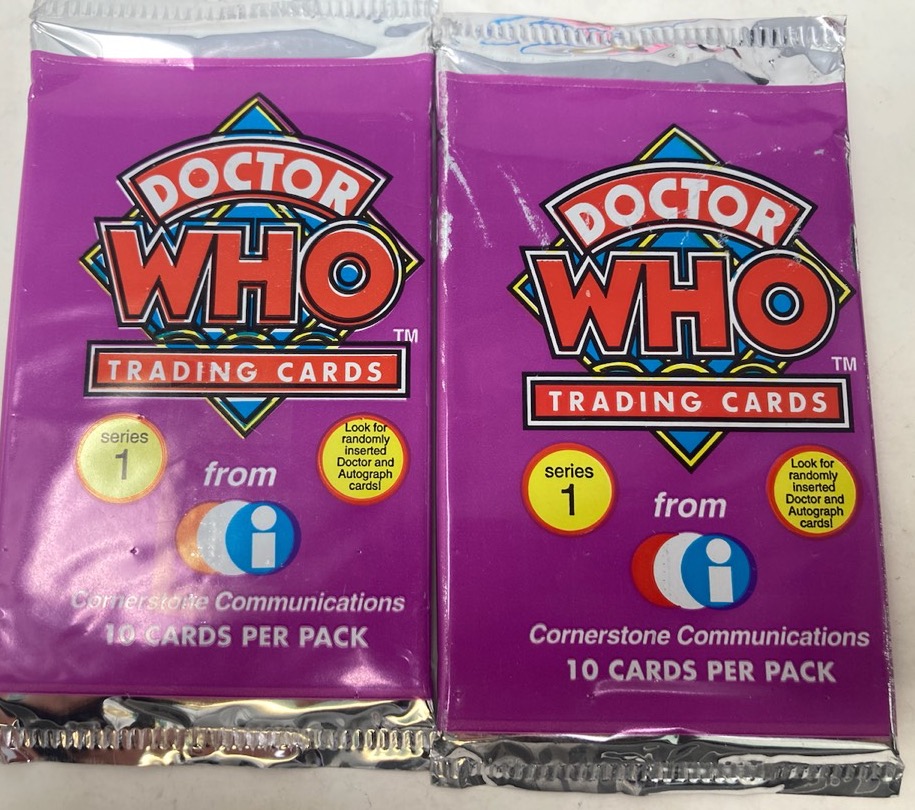 DOCTOR
WHO
TM
TRADING CARDS
series
1
Look for
randomly
inserted
Doctor and
Autograph
cards!
from
i
Cornerstone Communications
10 CARDS PER PACK
DOCTOR
WHO
TM
TRADING CARDS
series
1
Look for
randomly
inserted
Doctor and
Autograph
cards!
from
i
Cornerstone Communications
10 CARDS PER PACK